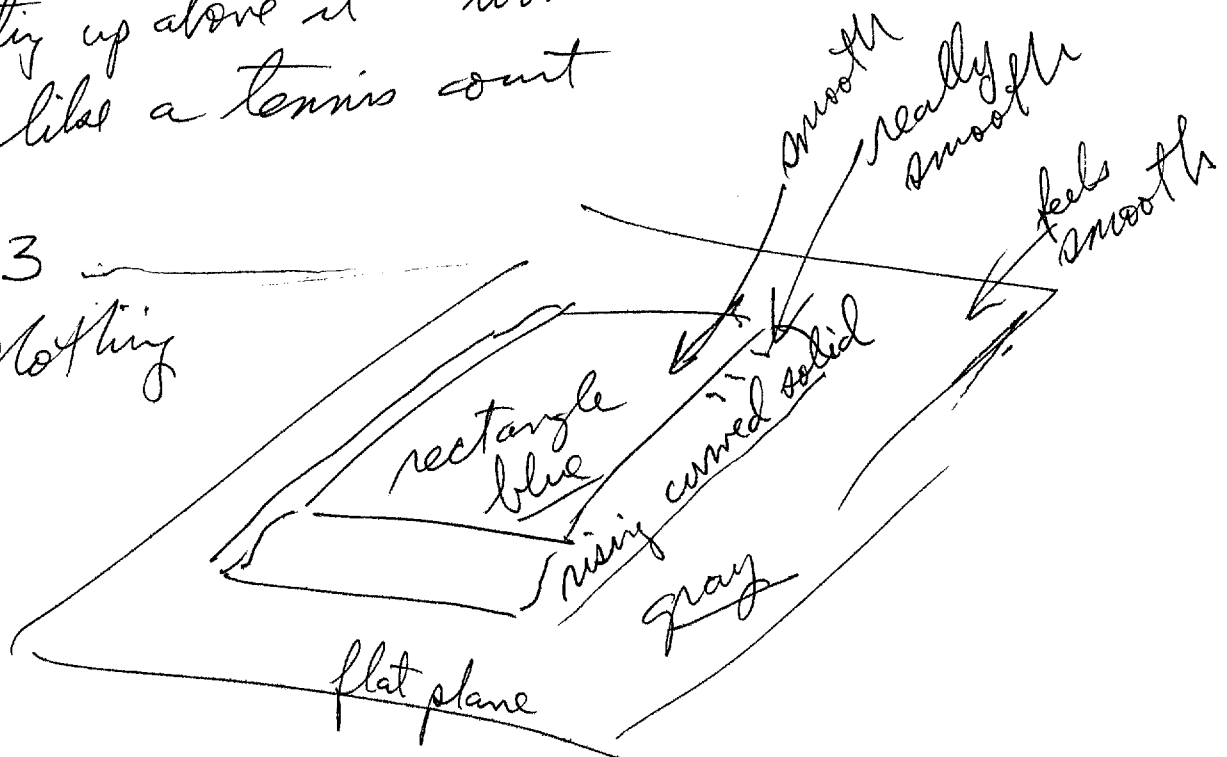 up above it
like a tennis court
smooth
really
smooth
feels
smooth
3
nothing
rectangle
blue
rising curved solid
gray
flat plane